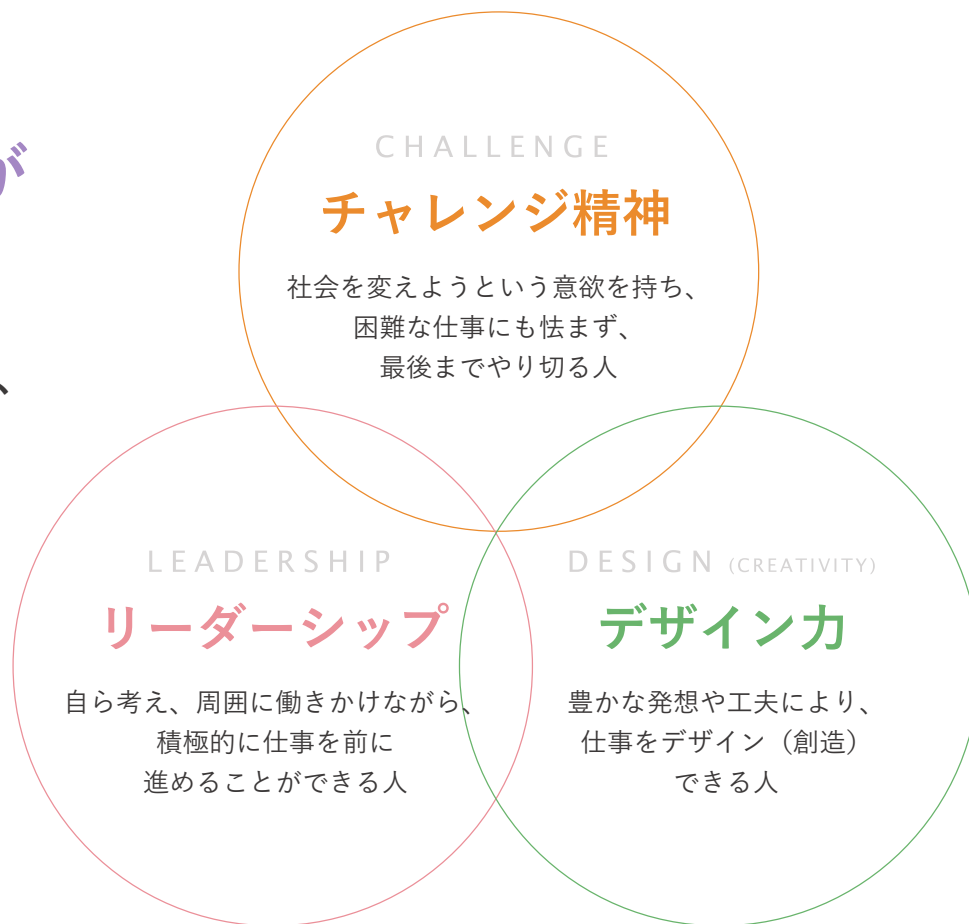 が
、
CHALLENGE
チャレンジ精神
社会を変えようという意欲を持ち、
困難な仕事にも怯まず、
最後までやり切る人
LEADERSHIP
リーダーシップ
自ら考え、周囲に働きかけながら、
積極的に仕事を前に
進めることができる人
DESIGN (CREATIVITY)
デザイン力
豊かな発想や工夫により、
仕事をデザイン（創造）
できる人